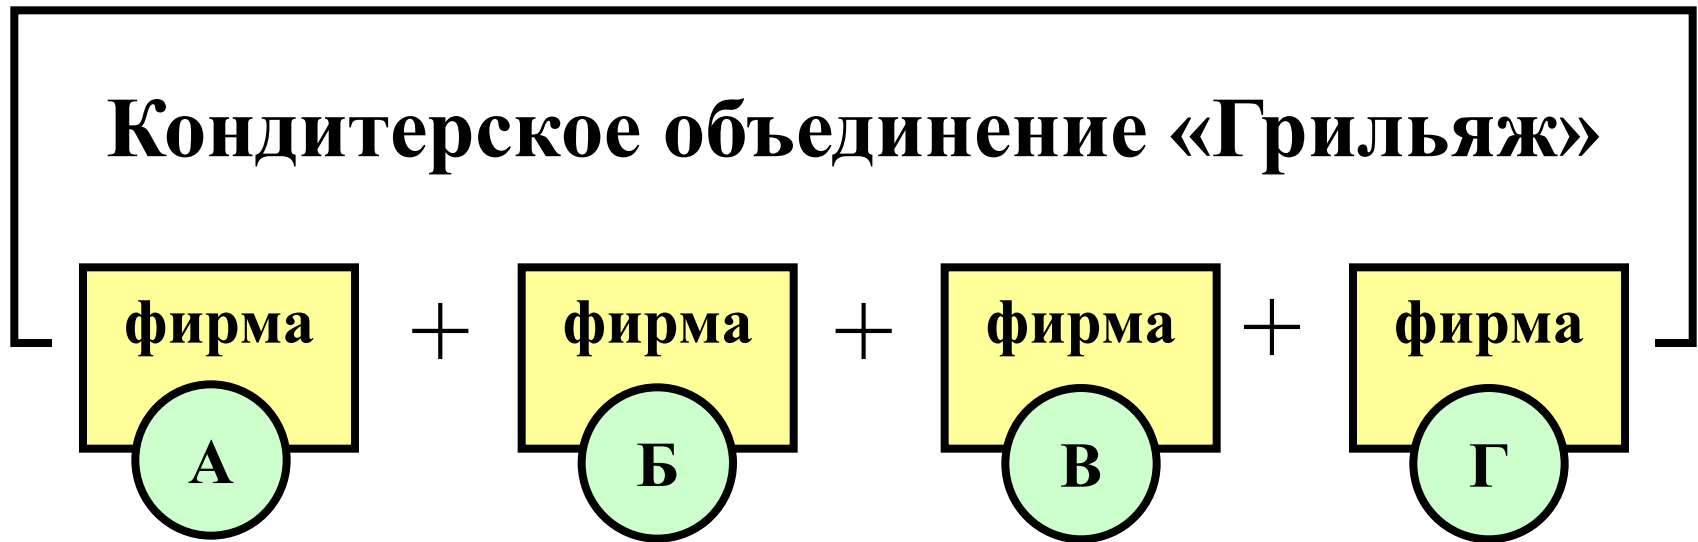 Кондитерское объединение «Грильяж»
фирма + фирма + фирма + фирма
А Б В Г